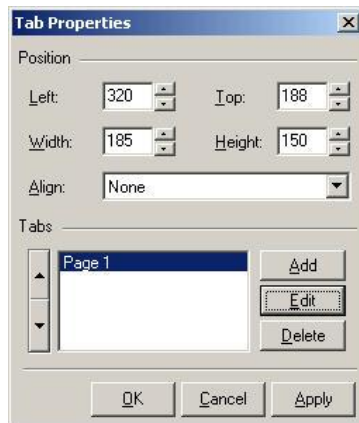 Tab Properties
Position
Left: 320 Top: 188
Width: 185 Height: 150
Align: None
Tabs
Page 1
Add
Edit
Delete
OK Cancel Apply